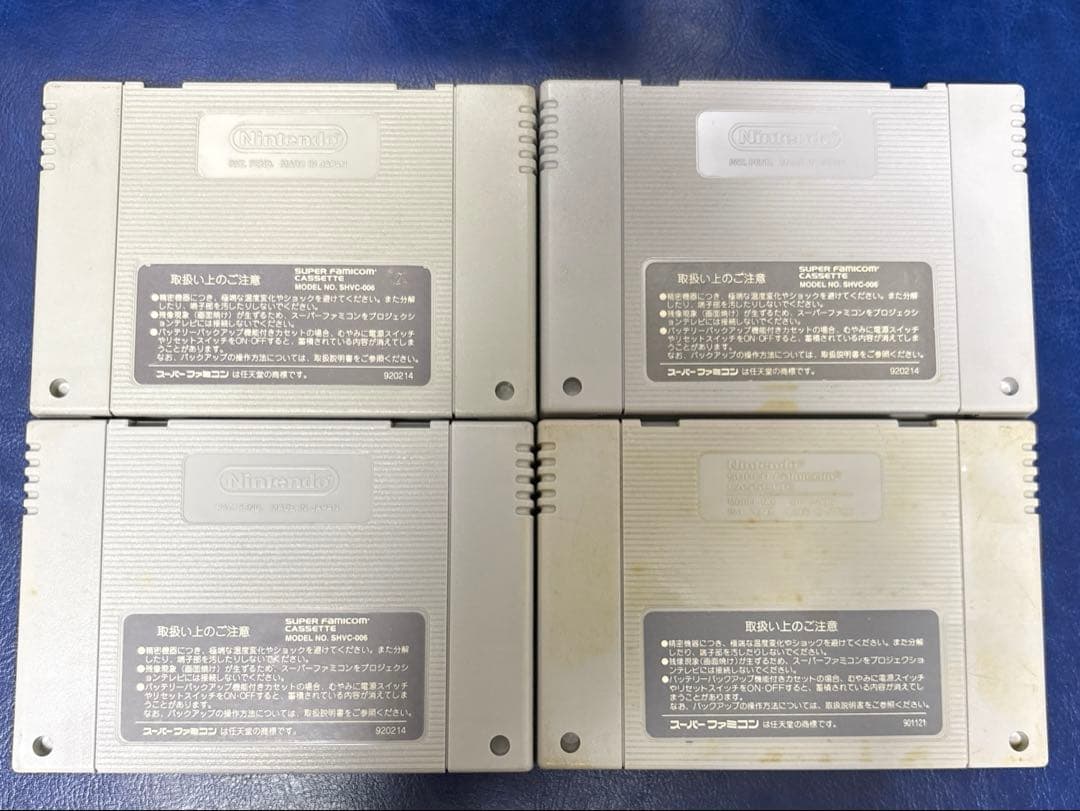 Nintendo
PAT. PEND. MADE IN JAPAN
取扱い上のご注意
SUPER FAMICOM
CASSETTE
MODEL NO. SHVC-006
●精密機器につき、極端な温度変化やショックを避けてください。また分解
したり、端子部を汚したりしないでください。
●残像現象（画面焼け）が生ずるため、スーパーファミコンをプロジェクシ
ョンテレビには接続しないでください。
●バッテリーバックアップ機能付きカセットの場合、むやみに電源スイッチ
やリセットスイッチをON・OFFすると、蓄積されている内容が消えてしま
うことがあります。
なお、バックアップの操作方法については、取扱説明書をご参照ください。
スーパーファミコン は任天堂の商標です。 920214
Nintendo
PAT. PEND. MADE IN JAPAN
取扱い上のご注意
SUPER FAMICOM
CASSETTE
MODEL NO. SHVC-006
●精密機器につき、極端な温度変化やショックを避けてください。また分解
したり、端子部を汚したりしないでください。
●残像現象（画面焼け）が生ずるため、スーパーファミコンをプロジェクシ
ョンテレビには接続しないでください。
●バッテリーバックアップ機能付きカセットの場合、むやみに電源スイッチ
やリセットスイッチをON・OFFすると、蓄積されている内容が消えてしま
うことがあります。
なお、バックアップの操作方法については、取扱説明書をご参照ください。
スーパーファミコン は任天堂の商標です。 920214
Nintendo
PAT. PEND. MADE IN JAPAN
取扱い上のご注意
SUPER FAMICOM
CASSETTE
MODEL NO. SHVC-006
●精密機器につき、極端な温度変化やショックを避けてください。また分解
したり、端子部を汚したりしないでください。
●残像現象（画面焼け）が生ずるため、スーパーファミコンをプロジェクシ
ョンテレビには接続しないでください。
●バッテリーバックアップ機能付きカセットの場合、むやみに電源スイッチ
やリセットスイッチをON・OFFすると、蓄積されている内容が消えてしま
うことがあります。
なお、バックアップの操作方法については、取扱説明書をご参照ください。
スーパーファミコン は任天堂の商標です。 920214
Nintendo
SUPER Famicom
CASSETTE
取扱い上のご注意
●精密機器につき、極端な温度変化やショックを避けてください。また分解
したり、端子部を汚したりしないでください。
●残像現象（画面焼け）が生ずるため、スーパーファミコンをプロジェクショ
ンテレビには接続しないでください。
●バッテリーバックアップ機能付きカセットの場合、むやみに電源スイッチ
やリセットスイッチをON・OFFすると、蓄積されている内容が消えてしま
うことがあります。
なお、バックアップの操作方法については、取扱説明書をご参照ください。
スーパーファミコン は任天堂の商標です。 901121